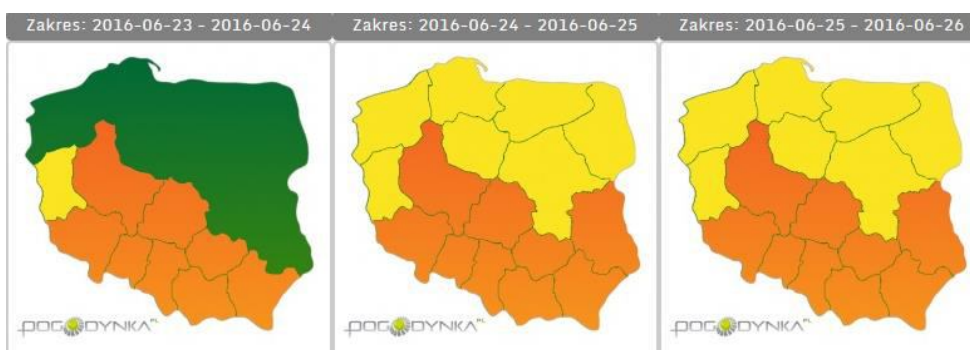 Zakres: 2016-06-23 - 2016-06-24
Zakres: 2016-06-24 - 2016-06-25
Zakres: 2016-06-25 - 2016-06-26
POGODYNKA PL
POGODYNKA PL
POGODYNKA PL